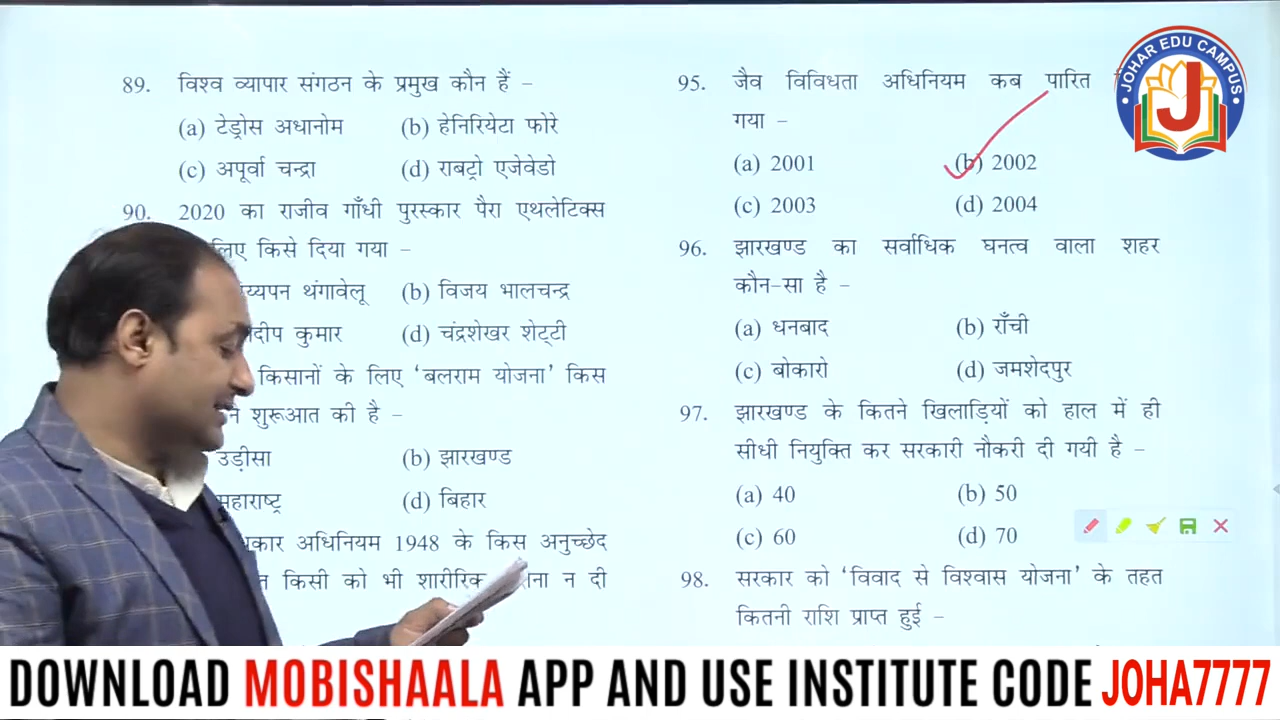 89. विश्व व्यापार संगठन के प्रमुख कौन हैं -
(a) टेड्रोस अधानोम (b) हेनिरियेटा फोरे
(c) अपूर्वा चन्द्रा (d) राबट्रो एजेवेडो
90. 2020 का राजीव गाँधी पुरस्कार पैरा एथलेटिक्स
लिए किसे दिया गया -
थंगावेलू (b) विजय भालचन्द्र
कुमार (d) चंद्रशेखर शेट्टी
किसानों के लिए 'बलराम योजना' किस
ने शुरूआत की है -
उड़ीसा (b) झारखण्ड
महाराष्ट्र (d) बिहार
अधिनियम 1948 के किस अनुच्छेद
किसी को भी न दी
95. जैव विविधता अधिनियम कब पारित
गया -
(a) 2001 (b) 2002
(c) 2003 (d) 2004
96. झारखण्ड का सर्वाधिक घनत्व वाला शहर
कौन-सा है -
(a) धनबाद (b) राँची
(c) बोकारो (d) जमशेदपुर
97. झारखण्ड के कितने खिलाड़ियों को हाल में ही
सीधी नियुक्ति कर सरकारी नौकरी दी गयी है -
(a) 40 (b) 50
(c) 60 (d) 70
98. सरकार को 'विवाद से विश्वास योजना' के तहत
कितनी राशि प्राप्त हुई -
JOHAR EDU CAMPUS
J
DOWNLOAD MOBISHAALA APP AND USE INSTITUTE CODE JOHA7777